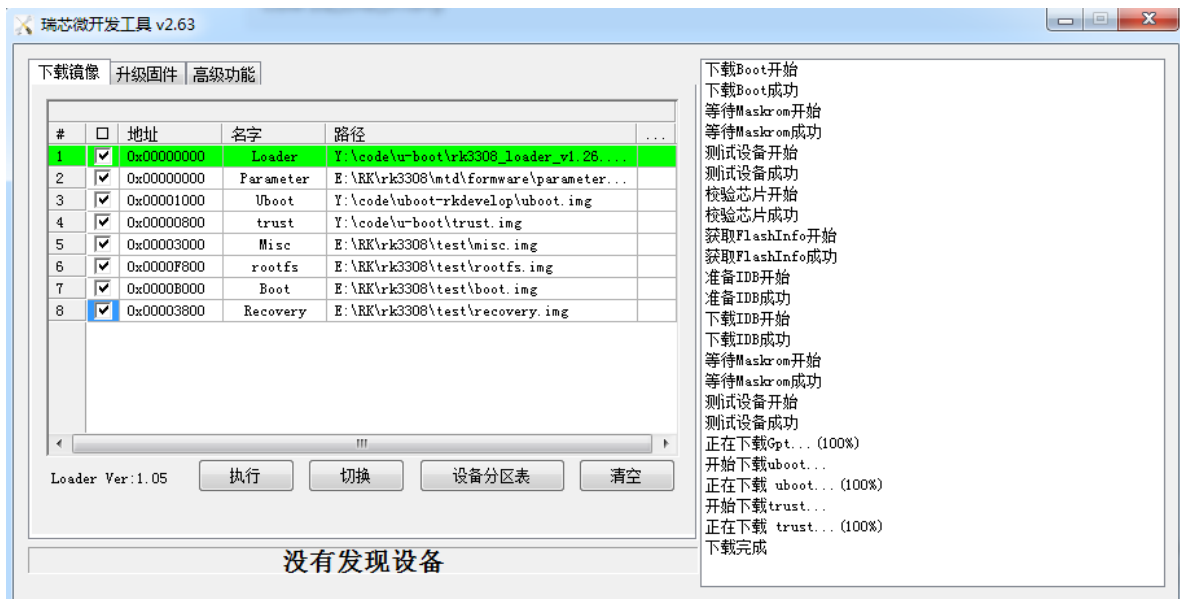 瑞芯微开发工具 v2.63
下载镜像 升级固件 高级功能
# 地址 名字 路径 ...
1 0x00000000 Loader Y:\code\u-boot\rk3308_loader_v1.26....
2 0x00000000 Parameter E:\RK\rk3308\mtd\formware\parameter...
3 0x00001000 Uboot Y:\code\uboot-rkdevelop\uboot.img
4 0x00000800 trust Y:\code\u-boot\trust.img
5 0x00003000 Misc E:\RK\rk3308\test\misc.img
6 0x0000F800 rootfs E:\RK\rk3308\test\rootfs.img
7 0x0000B000 Boot E:\RK\rk3308\test\boot.img
8 0x00003800 Recovery E:\RK\rk3308\test\recovery.img
Loader Ver:1.05 执行 切换 设备分区表 清空
没有发现设备
下载Boot开始
下载Boot成功
等待Maskrom开始
等待Maskrom成功
测试设备开始
测试设备成功
校验芯片开始
校验芯片成功
获取FlashInfo开始
获取FlashInfo成功
准备IDB开始
准备IDB成功
下载IDB开始
下载IDB成功
等待Maskrom开始
等待Maskrom成功
测试设备开始
测试设备成功
正在下载Gpt...(100%)
开始下载uboot...
正在下载 uboot...(100%)
开始下载trust...
正在下载 trust...(100%)
下载完成